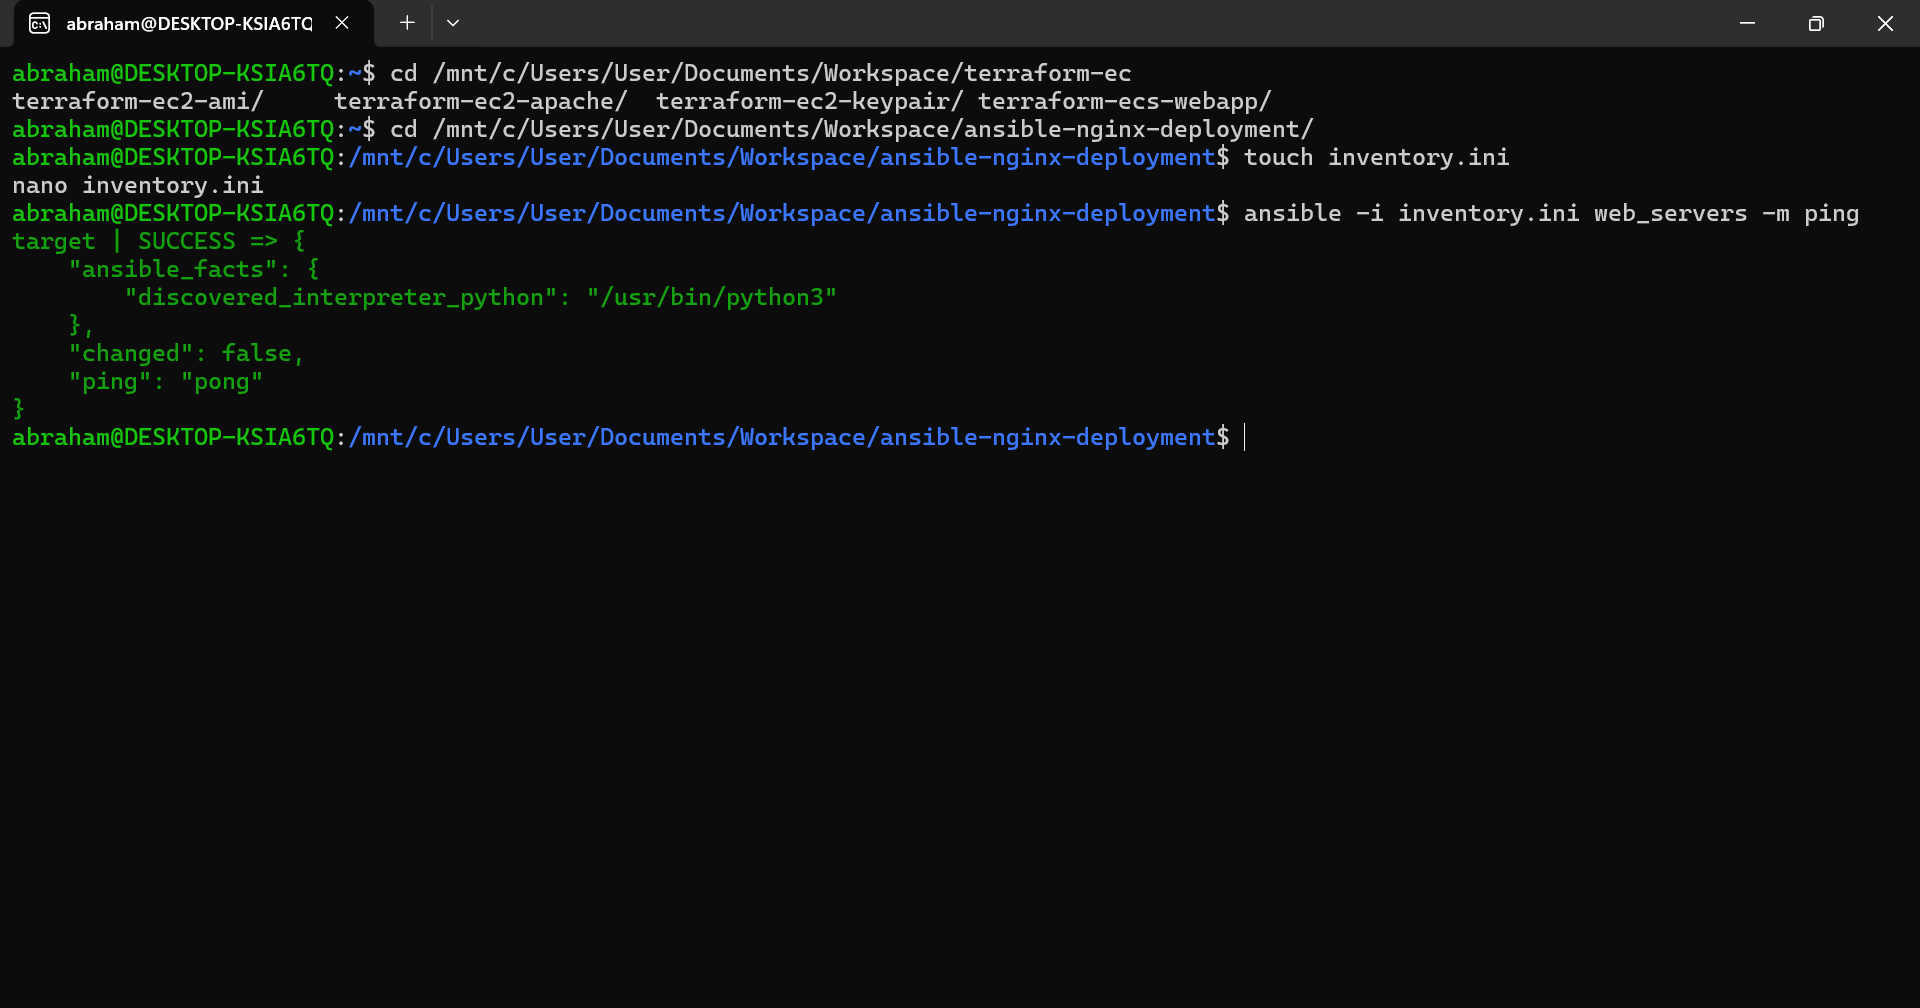 abraham@DESKTOP-KSIA6TQ
abraham@DESKTOP-KSIA6TQ:~$ cd /mnt/c/Users/User/Documents/Workspace/terraform-ec
terraform-ec2-ami/     terraform-ec2-apache/  terraform-ec2-keypair/ terraform-ecs-webapp/
abraham@DESKTOP-KSIA6TQ:~$ cd /mnt/c/Users/User/Documents/Workspace/ansible-nginx-deployment/
abraham@DESKTOP-KSIA6TQ:/mnt/c/Users/User/Documents/Workspace/ansible-nginx-deployment$ touch inventory.ini
nano inventory.ini
abraham@DESKTOP-KSIA6TQ:/mnt/c/Users/User/Documents/Workspace/ansible-nginx-deployment$ ansible -i inventory.ini web_servers -m ping
target | SUCCESS => {
    "ansible_facts": {
        "discovered_interpreter_python": "/usr/bin/python3"
    },
    "changed": false,
    "ping": "pong"
}
abraham@DESKTOP-KSIA6TQ:/mnt/c/Users/User/Documents/Workspace/ansible-nginx-deployment$